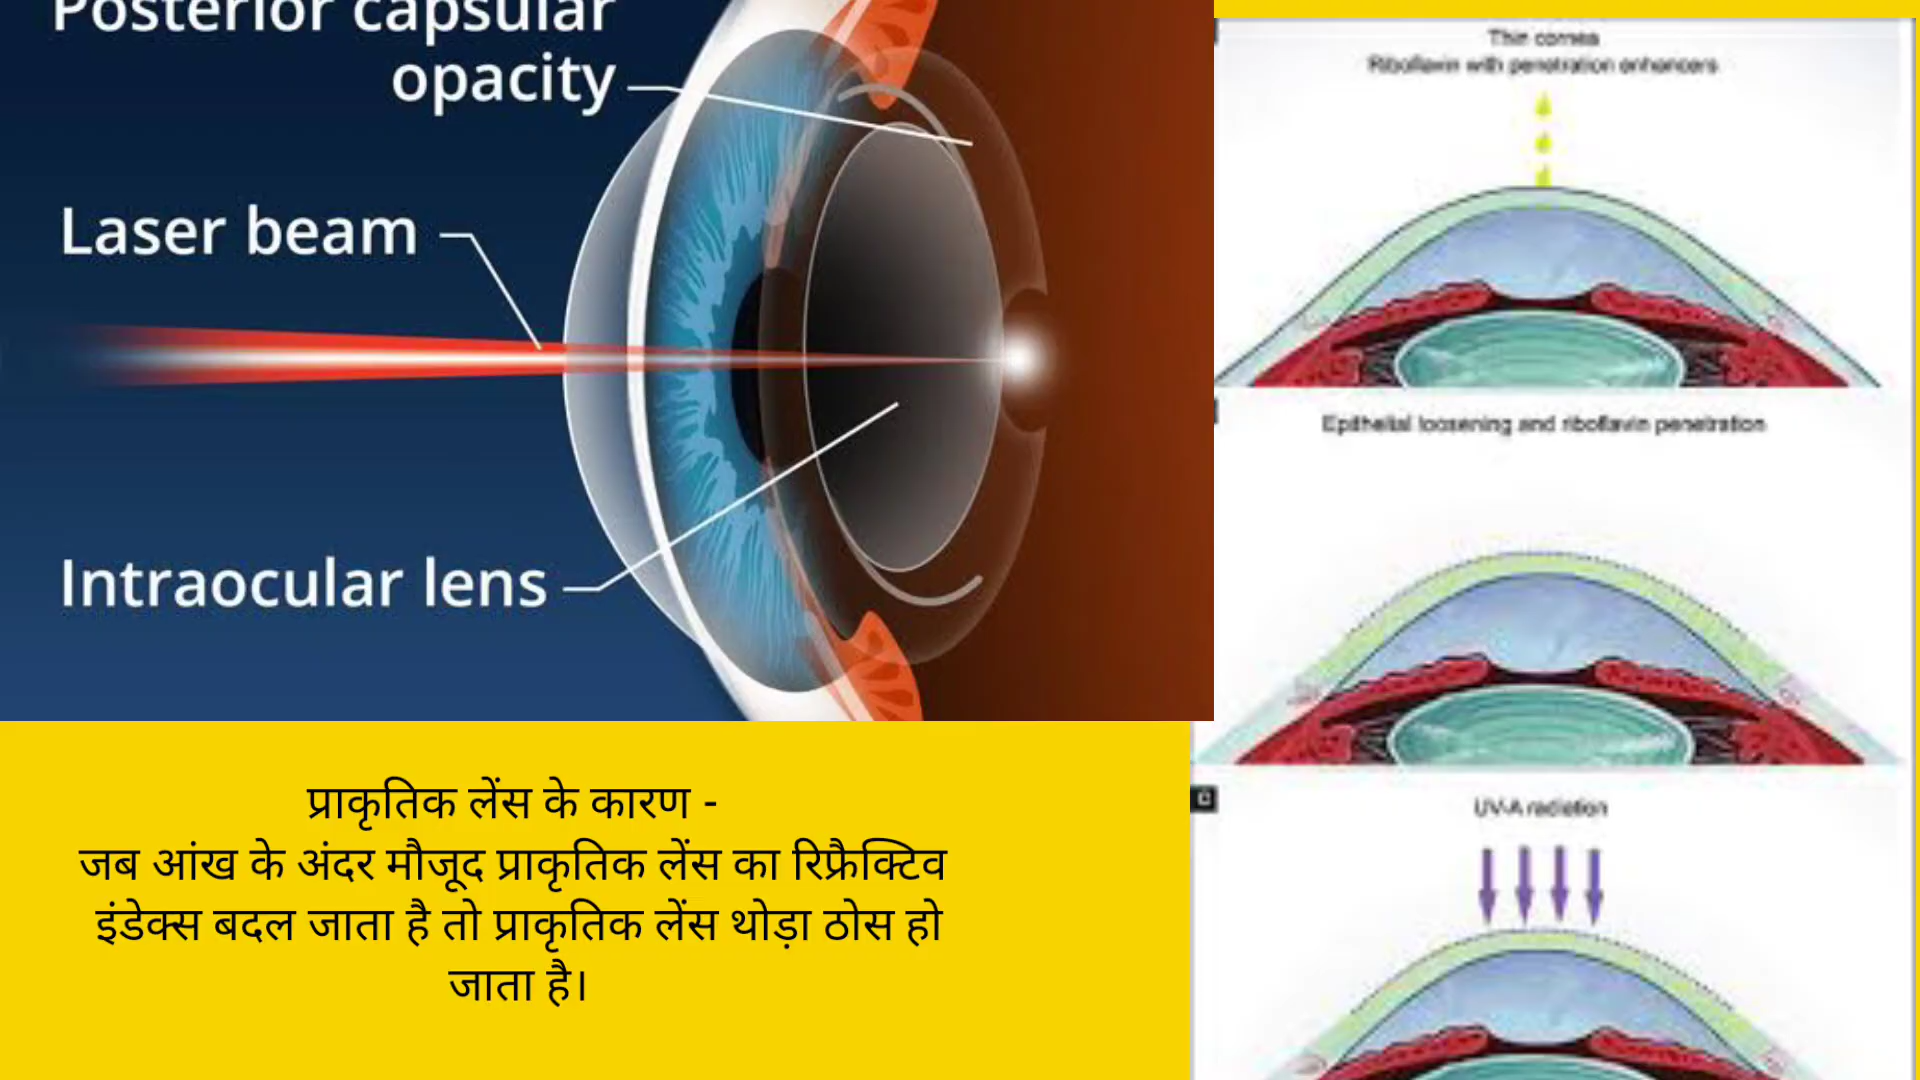 Posterior capsular
opacity
Laser beam
Intraocular lens
प्राकृतिक लेंस के कारण -
जब आंख के अंदर मौजूद प्राकृतिक लेंस का रिफ्रैक्टिव
इंडेक्स बदल जाता है तो प्राकृतिक लेंस थोड़ा ठोस हो
जाता है।
Thin cornea
Riboflavin with penetration enhancers
Epithelial loosening and riboflavin penetration
C
UV-A radiation